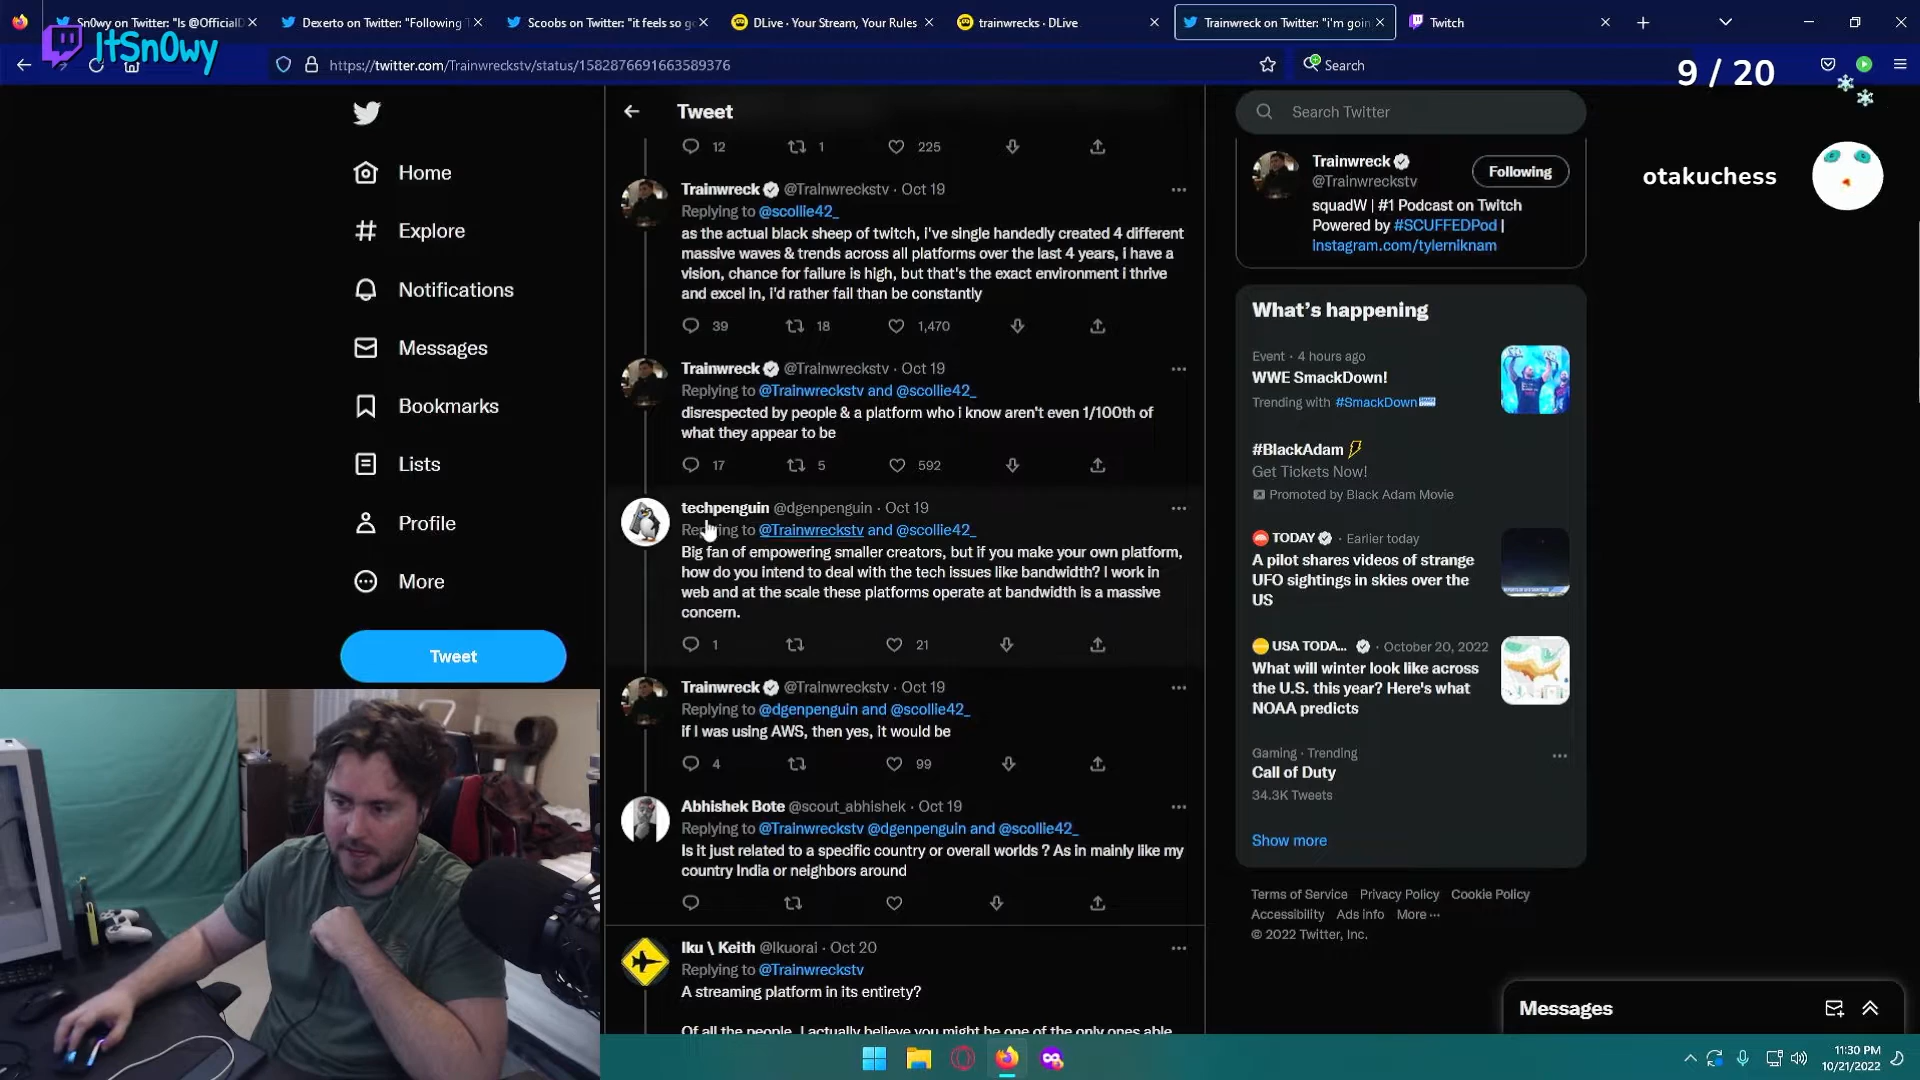 Sn0wy on Twitter: "Is @OfficialD
Dexerto on Twitter: "Following T
Scoobs on Twitter: "it feels so g
DLive · Your Stream, Your Rules
trainwrecks · DLive
Trainwreck on Twitter: "i'm goin
Twitch
ItSn0wy
https://twitter.com/Trainwreckstv/status/1582876691663589376
Search
9 / 20
otakuchess
Home
Explore
Notifications
Messages
Bookmarks
Lists
Profile
More
Tweet
Tweet
12
1
225
Trainwreck @Trainwreckstv · Oct 19
Replying to @scollie42_
as the actual black sheep of twitch, i've single handedly created 4 different
massive waves & trends across all platforms over the last 4 years, i have a
vision, chance for failure is high, but that's the exact environment i thrive
and excel in, i'd rather fail than be constantly
39
18
1,470
Trainwreck @Trainwreckstv · Oct 19
Replying to @Trainwreckstv and @scollie42_
disrespected by people & a platform who i know aren't even 1/100th of
what they appear to be
17
5
592
techpenguin @dgenpenguin · Oct 19
Replying to @Trainwreckstv and @scollie42_
Big fan of empowering smaller creators, but if you make your own platform,
how do you intend to deal with the tech issues like bandwidth? I work in
web and at the scale these platforms operate at bandwidth is a massive
concern.
1
21
Trainwreck @Trainwreckstv · Oct 19
Replying to @dgenpenguin and @scollie42_
if I was using AWS, then yes, it would be
4
99
Abhishek Bote @scout_abhishek · Oct 19
Replying to @Trainwreckstv @dgenpenguin and @scollie42_
Is it just related to a specific country or overall worlds ? As in mainly like my
country India or neighbors around
Iku \ Keith @Ikuorai · Oct 20
Replying to @Trainwreckstv
A streaming platform in its entirety?
Of all the people, I actually believe you might be one of the only ones able
Search Twitter
Trainwreck
@Trainwreckstv
Following
squadW | #1 Podcast on Twitch
Powered by #SCUFFEDPod |
instagram.com/tylerniknam
What's happening
Event · 4 hours ago
WWE SmackDown!
Trending with #SmackDown
#BlackAdam
Get Tickets Now!
Promoted by Black Adam Movie
TODAY · Earlier today
A pilot shares videos of strange
UFO sightings in skies over the
US
USA TODA... · October 20, 2022
What will winter look like across
the U.S. this year? Here's what
NOAA predicts
Gaming · Trending
Call of Duty
34.3K Tweets
Show more
Terms of Service Privacy Policy Cookie Policy
Accessibility Ads info More ···
© 2022 Twitter, Inc.
Messages
11:30 PM
10/21/2022